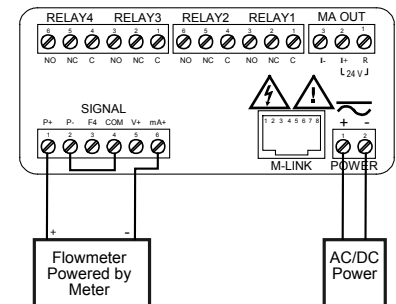 RELAY4 RELAY3 RELAY2 RELAY1 MA OUT
6 5 4 3 2 1 6 5 4 3 2 1 3 2 1
NO NC C NO NC C NO NC C NO NC C I- I+ R
24 V
SIGNAL
P+ P- F4 COM V+ mA+
1 2 3 4 5 6
1 2 3 4 5 6 7 8
M-LINK
+ -
1 2
POWER
+ -
Flowmeter
Powered by
Meter
AC/DC
Power